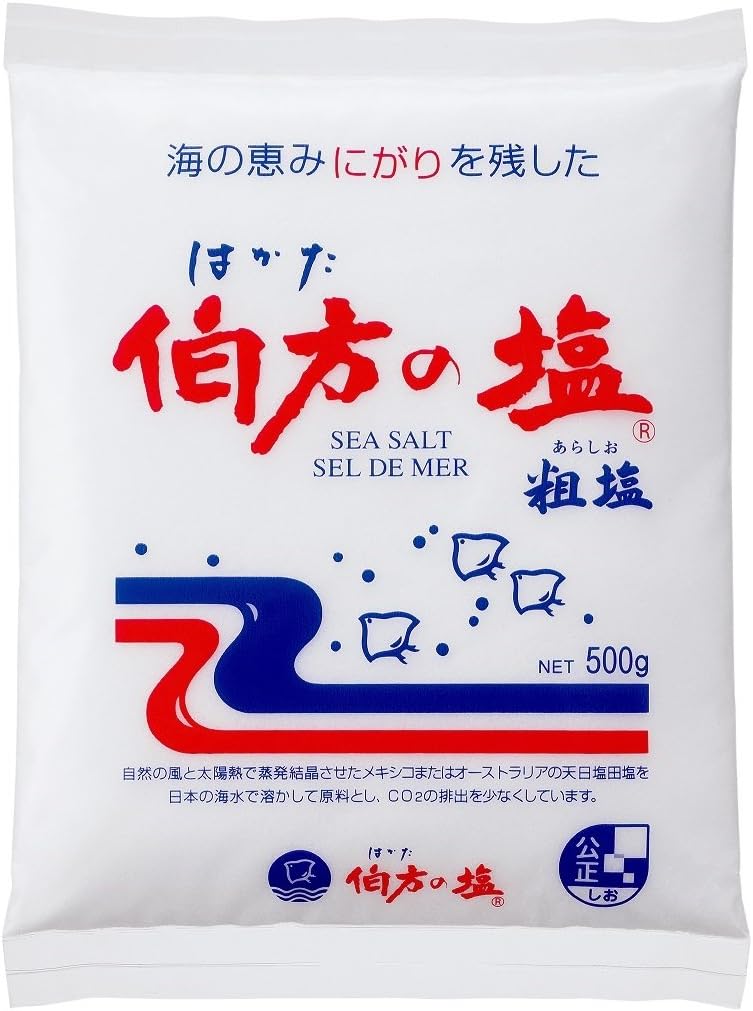 海の恵みにがりを残した
はかた
伯方の塩®
SEA SALT
SEL DE MER
あらしお
粗塩
NET 500g
自然の風と太陽熱で蒸発結晶させたメキシコまたはオーストラリアの天日塩田塩を
日本の海水で溶かして原料とし、CO2の排出を少なくしています。
はかた
伯方の塩®
公正
しお